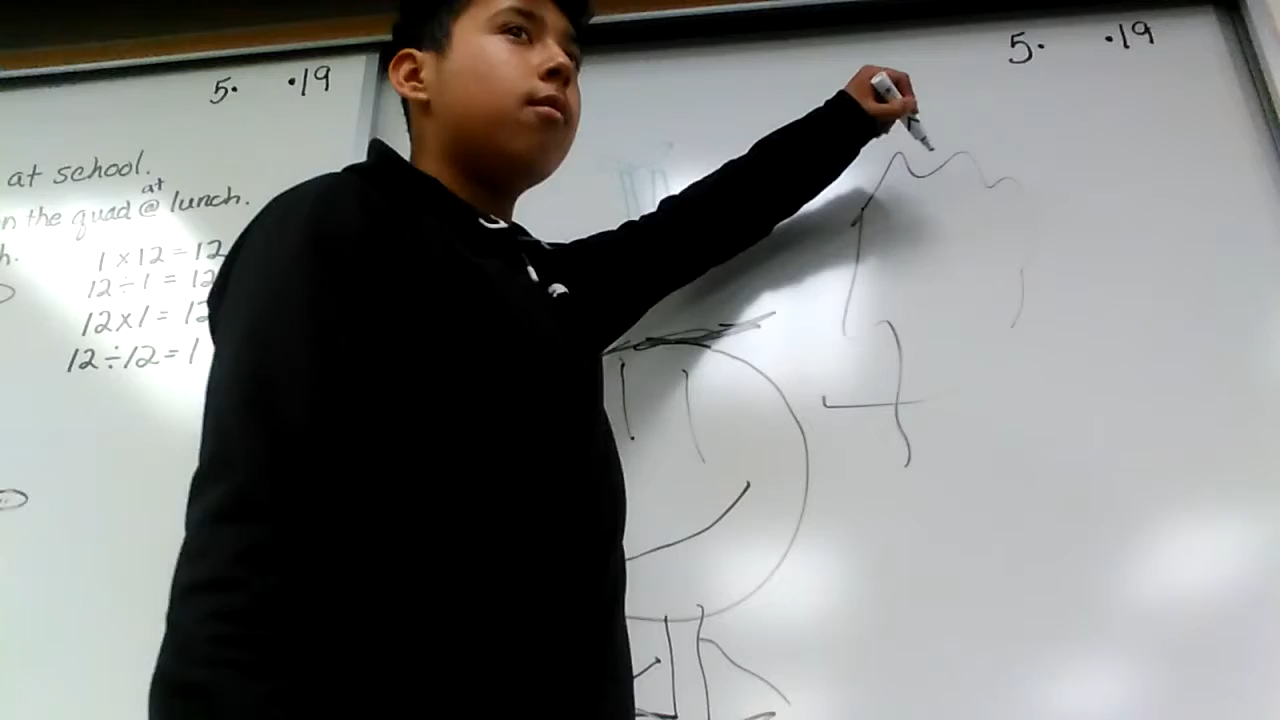 5. .19
5. .19
at school.
n the quad @ lunch.
at
h.
1 x 12 = 12
12 ÷ 1 = 12
12 x 1 = 12
12 ÷ 12 = 1
+